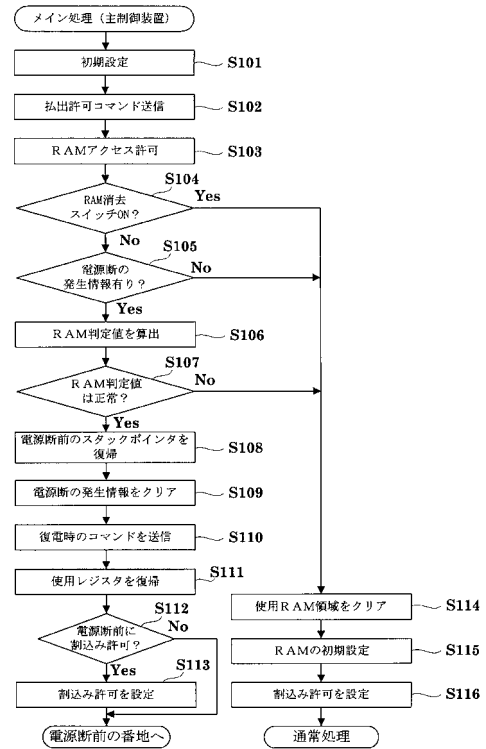 メイン処理（主制御装置）
初期設定
S101
払出許可コマンド送信
S102
ＲＡＭアクセス許可
S103
S104
RAM消去
スイッチON？
Yes
No
S105
電源断の
発生情報有り？
No
Yes
ＲＡＭ判定値を算出
S106
S107
ＲＡＭ判定値
は正常？
No
Yes
電源断前のスタックポインタを
復帰
S108
電源断の発生情報をクリア
S109
復電時のコマンドを送信
S110
使用レジスタを復帰
S111
S112
電源断前に
割込み許可？
No
Yes
S113
割込み許可を設定
電源断前の番地へ
使用ＲＡＭ領域をクリア
S114
ＲＡＭの初期設定
S115
割込み許可を設定
S116
通常処理